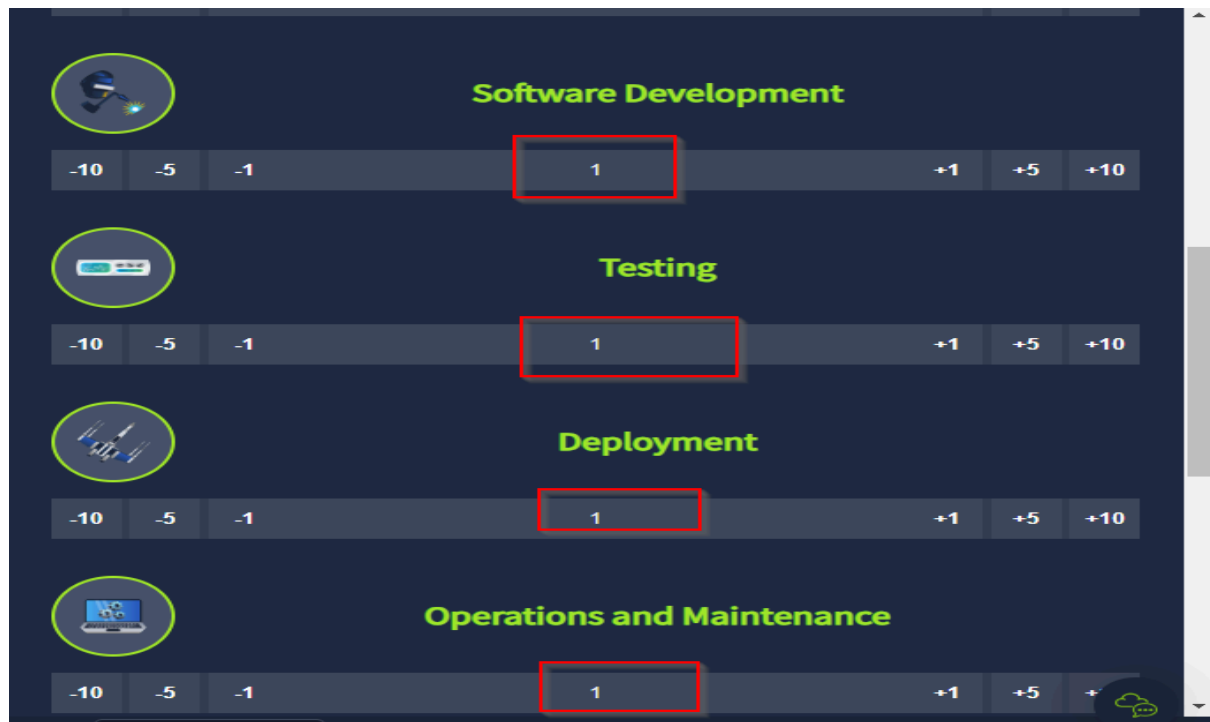 Software Development
-10 -5 -1 1 +1 +5 +10
Testing
-10 -5 -1 1 +1 +5 +10
Deployment
-10 -5 -1 1 +1 +5 +10
Operations and Maintenance
-10 -5 -1 1 +1 +5